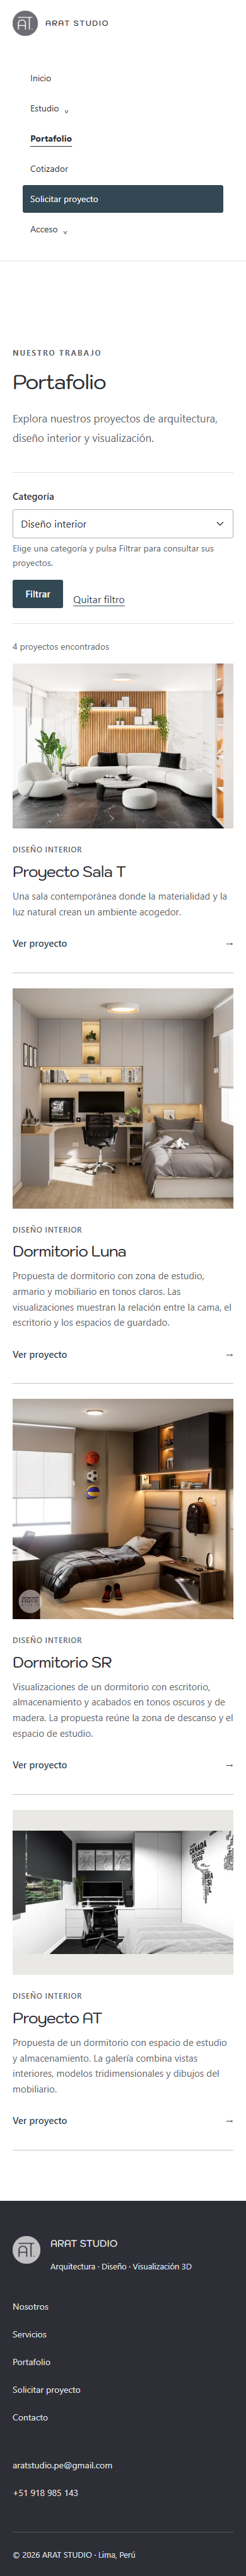 AT.
ARAT STUDIO
Inicio
Estudio
Portafolio
Cotizador
Solicitar proyecto
Acceso
NUESTRO TRABAJO
Portafolio
Explora nuestros proyectos de arquitectura,
diseño interior y visualización.
Categoría
Diseño interior
Elige una categoría y pulsa Filtrar para consultar sus
proyectos.
Filtrar
Quitar filtro
4 proyectos encontrados
DISEÑO INTERIOR
Proyecto Sala T
Una sala contemporánea donde la materialidad y la
luz natural crean un ambiente acogedor.
Ver proyecto →
DISEÑO INTERIOR
Dormitorio Luna
Propuesta de dormitorio con zona de estudio,
armario y mobiliario en tonos claros. Las
visualizaciones muestran la relación entre la cama, el
escritorio y los espacios de guardado.
Ver proyecto →
DISEÑO INTERIOR
Dormitorio SR
Visualizaciones de un dormitorio con escritorio,
almacenamiento y acabados en tonos oscuros y de
madera. La propuesta reúne la zona de descanso y el
espacio de estudio.
Ver proyecto →
CANADA
DISEÑO INTERIOR
Proyecto AT
Propuesta de un dormitorio con espacio de estudio
y almacenamiento. La galería combina vistas
interiores, modelos tridimensionales y dibujos del
mobiliario.
Ver proyecto →
AT.
ARAT STUDIO
Arquitectura · Diseño · Visualización 3D
Nosotros
Servicios
Portafolio
Solicitar proyecto
Contacto
aratstudio.pe@gmail.com
+51 918 985 143
© 2026 ARAT STUDIO · Lima, Perú